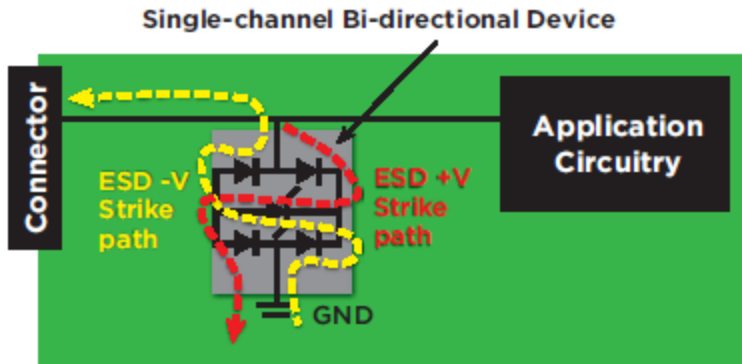 Single-channel Bi-directional Device
Connector
Application
Circuitry
ESD -V
Strike
path
ESD +V
Strike
path
GND